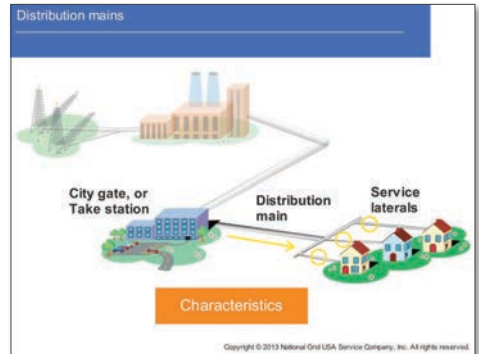 Distribution mains
City gate, or
Take station
Distribution
main
Service
laterals
Characteristics
Copyright © 2013 National Grid USA Service Company, Inc. All rights reserved.